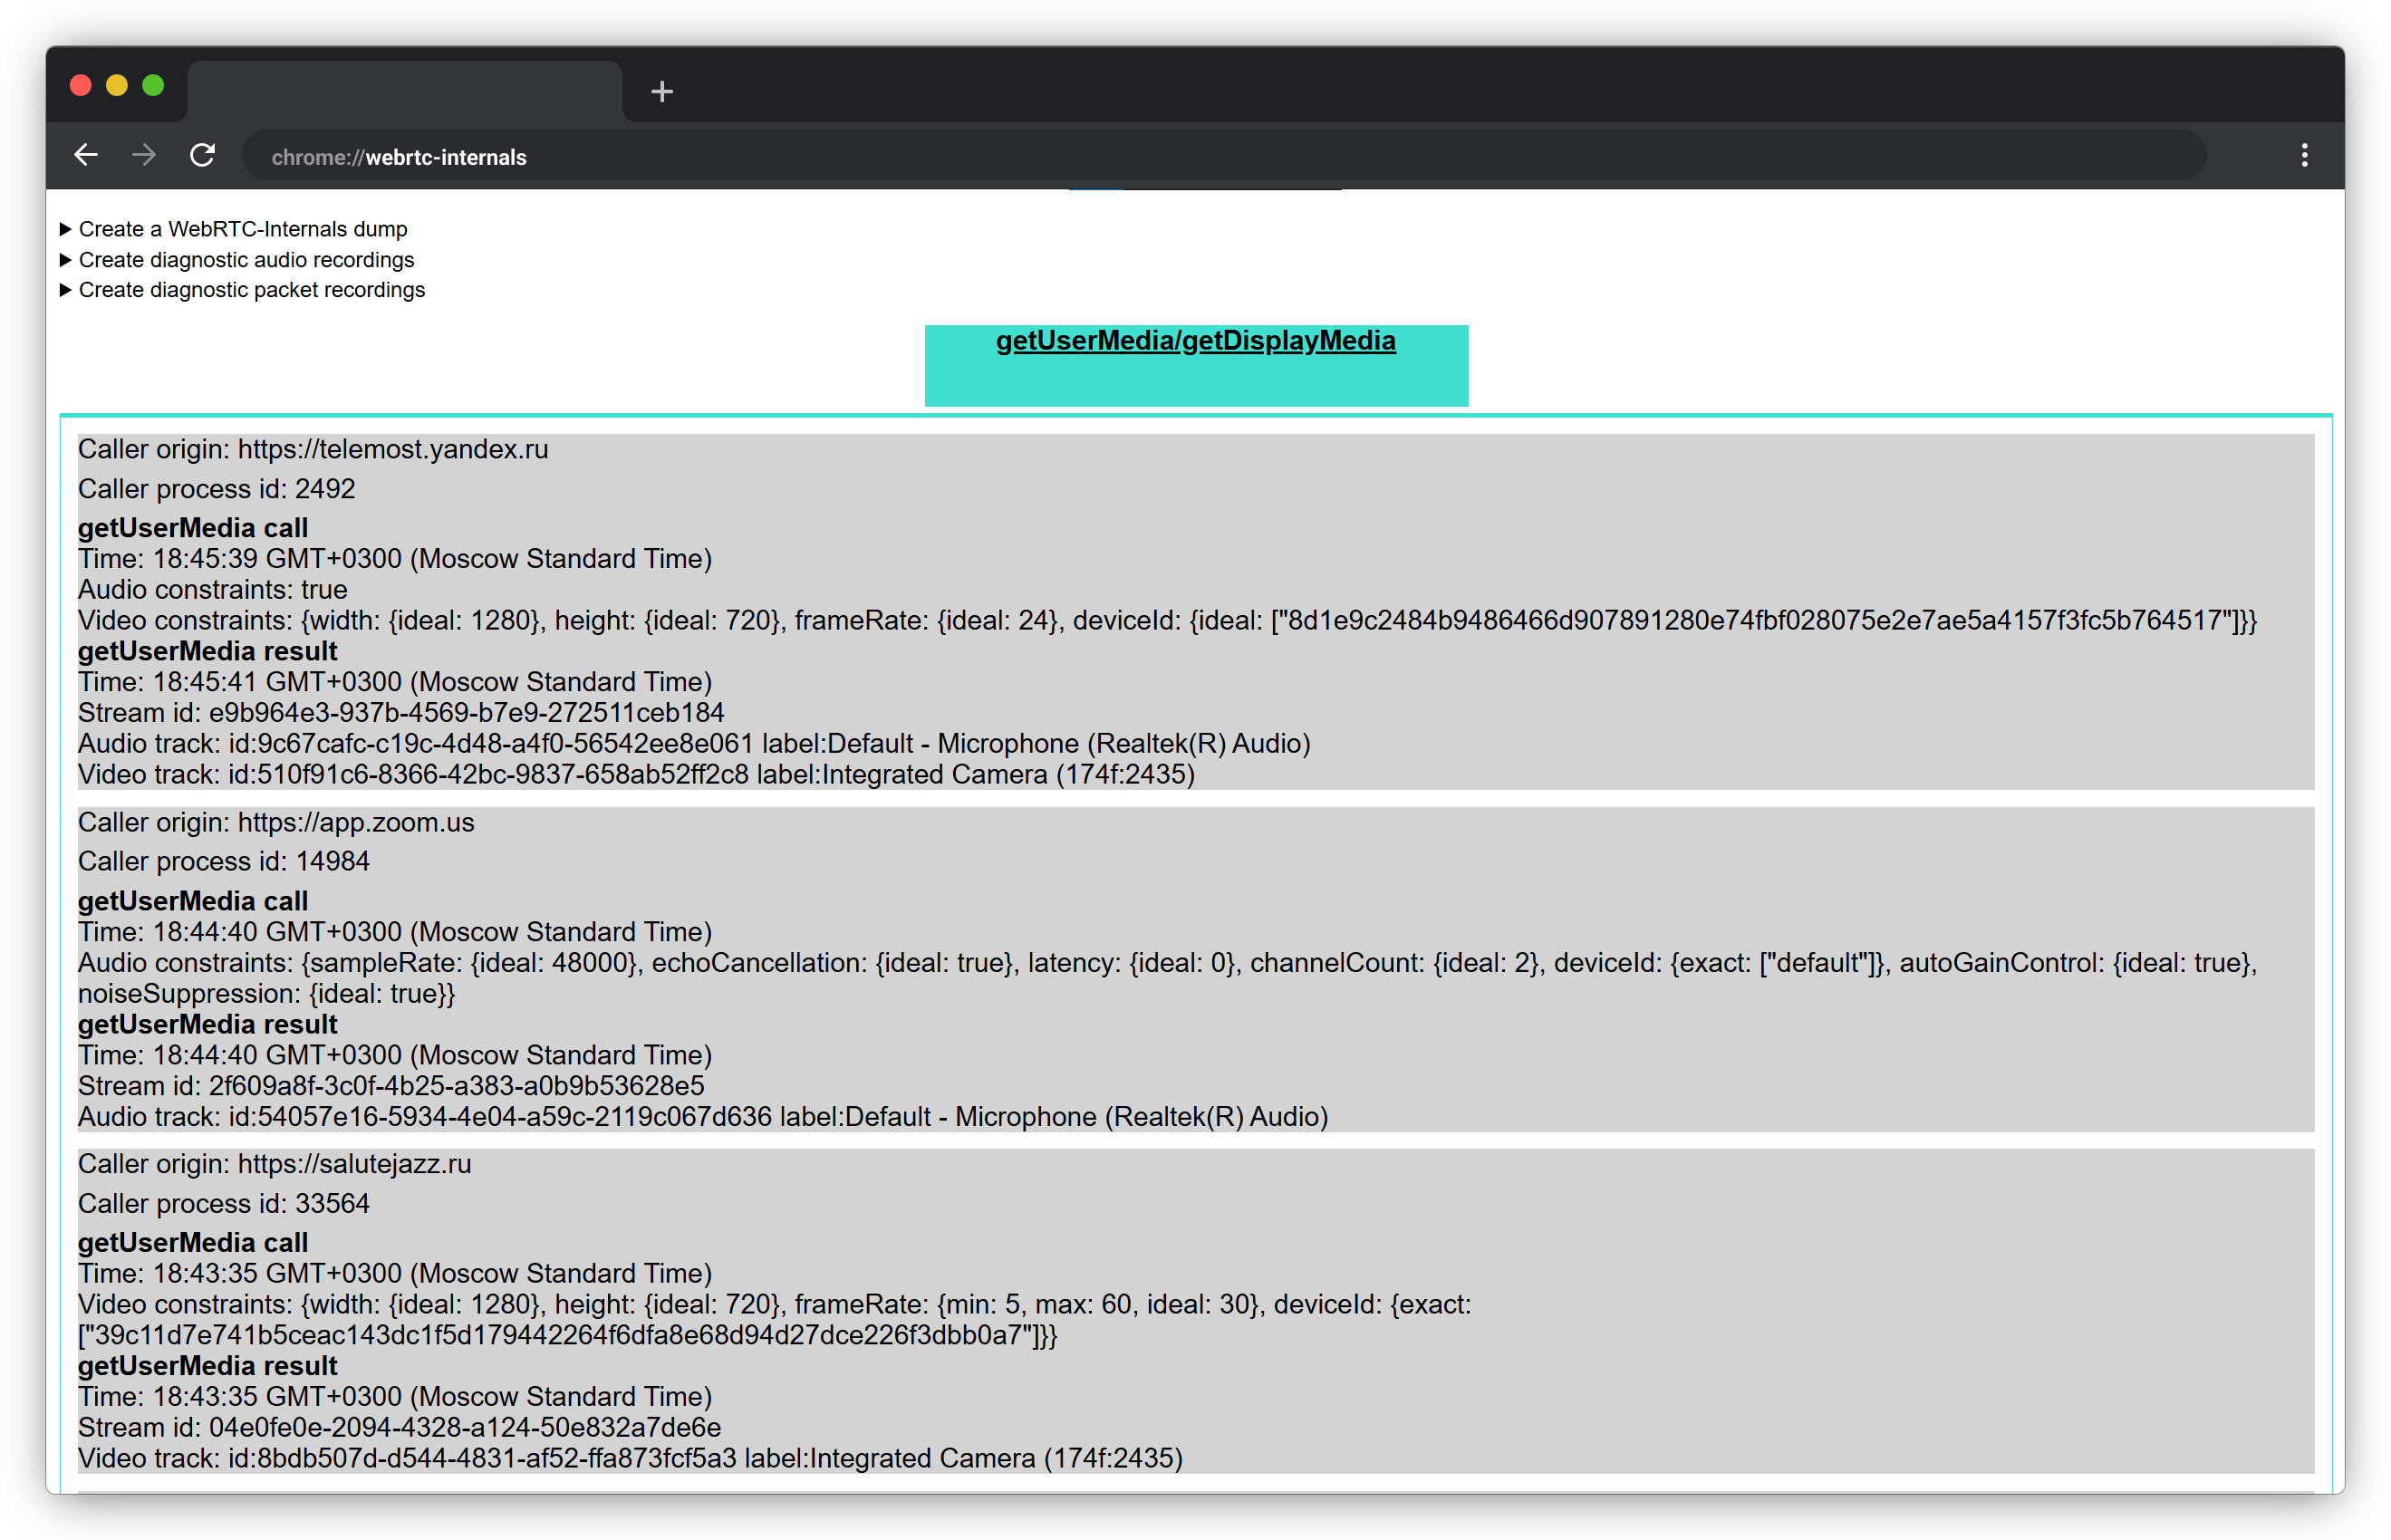 chrome://webrtc-internals
Create a WebRTC-Internals dump
Create diagnostic audio recordings
Create diagnostic packet recordings
getUserMedia/getDisplayMedia
Caller origin: https://telemost.yandex.ru
Caller process id: 2492
getUserMedia call
Time: 18:45:39 GMT+0300 (Moscow Standard Time)
Audio constraints: true
Video constraints: {width: {ideal: 1280}, height: {ideal: 720}, frameRate: {ideal: 24}, deviceId: {ideal: ["8d1e9c2484b9486466d907891280e74fbf028075e2e7ae5a4157f3fc5b764517"]}}
getUserMedia result
Time: 18:45:41 GMT+0300 (Moscow Standard Time)
Stream id: e9b964e3-937b-4569-b7e9-272511ceb184
Audio track: id:9c67cafc-c19c-4d48-a4f0-56542ee8e061 label:Default - Microphone (Realtek(R) Audio)
Video track: id:510f91c6-8366-42bc-9837-658ab52ff2c8 label:Integrated Camera (174f:2435)
Caller origin: https://app.zoom.us
Caller process id: 14984
getUserMedia call
Time: 18:44:40 GMT+0300 (Moscow Standard Time)
Audio constraints: {sampleRate: {ideal: 48000}, echoCancellation: {ideal: true}, latency: {ideal: 0}, channelCount: {ideal: 2}, deviceId: {exact: ["default"]}, autoGainControl: {ideal: true},
noiseSuppression: {ideal: true}}
getUserMedia result
Time: 18:44:40 GMT+0300 (Moscow Standard Time)
Stream id: 2f609a8f-3c0f-4b25-a383-a0b9b53628e5
Audio track: id:54057e16-5934-4e04-a59c-2119c067d636 label:Default - Microphone (Realtek(R) Audio)
Caller origin: https://salutejazz.ru
Caller process id: 33564
getUserMedia call
Time: 18:43:35 GMT+0300 (Moscow Standard Time)
Video constraints: {width: {ideal: 1280}, height: {ideal: 720}, frameRate: {min: 5, max: 60, ideal: 30}, deviceId: {exact:
["39c11d7e741b5ceac143dc1f5d179442264f6dfa8e68d94d27dce226f3dbb0a7"]}}
getUserMedia result
Time: 18:43:35 GMT+0300 (Moscow Standard Time)
Stream id: 04e0fe0e-2094-4328-a124-50e832a7de6e
Video track: id:8bdb507d-d544-4831-af52-ffa873fcf5a3 label:Integrated Camera (174f:2435)